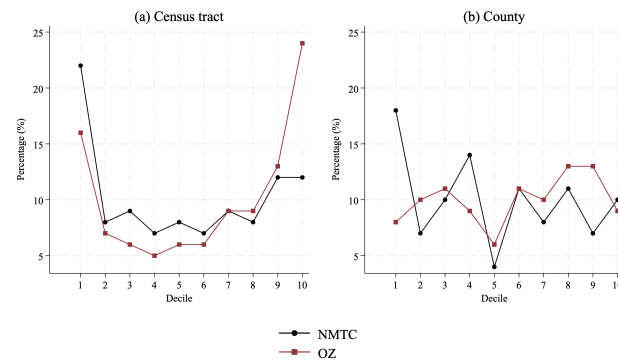 (a) Census tract
(b) County
Percentage (%)
25
20
15
10
5
1 2 3 4 5 6 7 8 9 10
Decile
Percentage (%)
25
20
15
10
5
1 2 3 4 5 6 7 8 9 1
Decile
NMTC
OZ